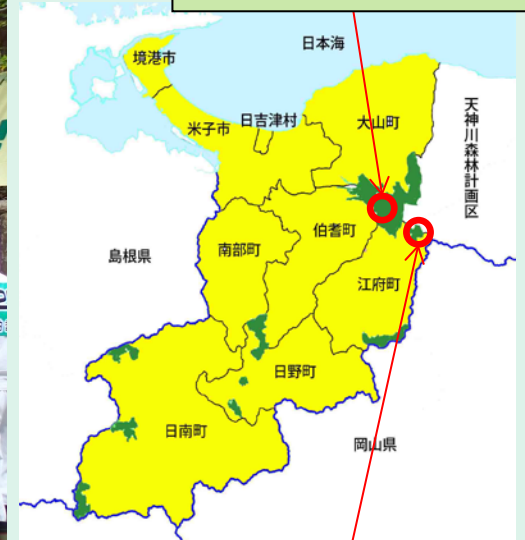 日本海
境港市
米子市
日吉津村
大山町
天神川森林計画区
伯耆町
南部町
島根県
江府町
日野町
日南町
岡山県